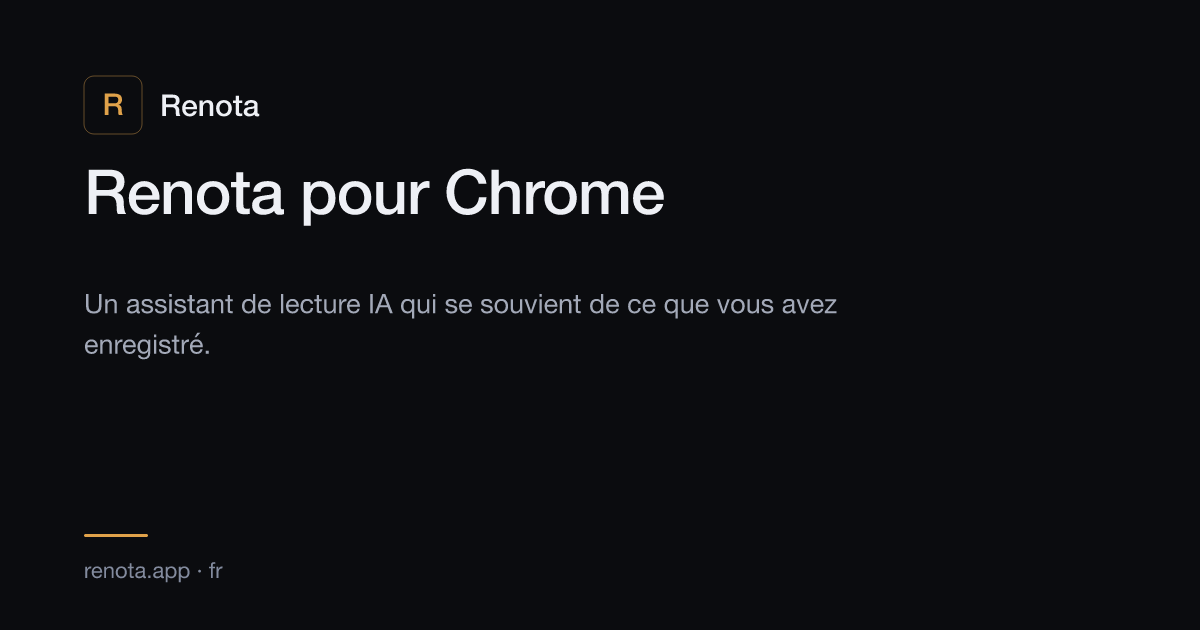 R
Renota
Renota pour Chrome
Un assistant de lecture IA qui se souvient de ce que vous avez
enregistré.
renota.app · fr